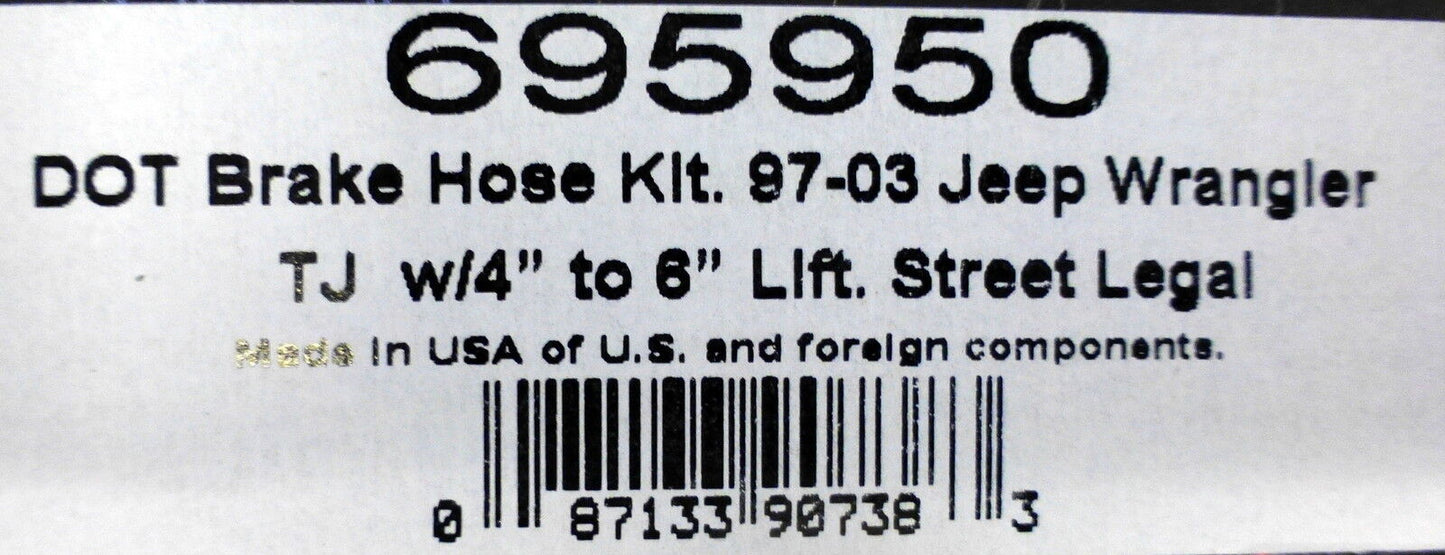 695950
DOT Brake Hose Kit. 97-03 Jeep Wrangler
TJ w/4” to 6” Lift. Street Legal
Made in USA of U.S. and foreign components.
0 87133 90738 3